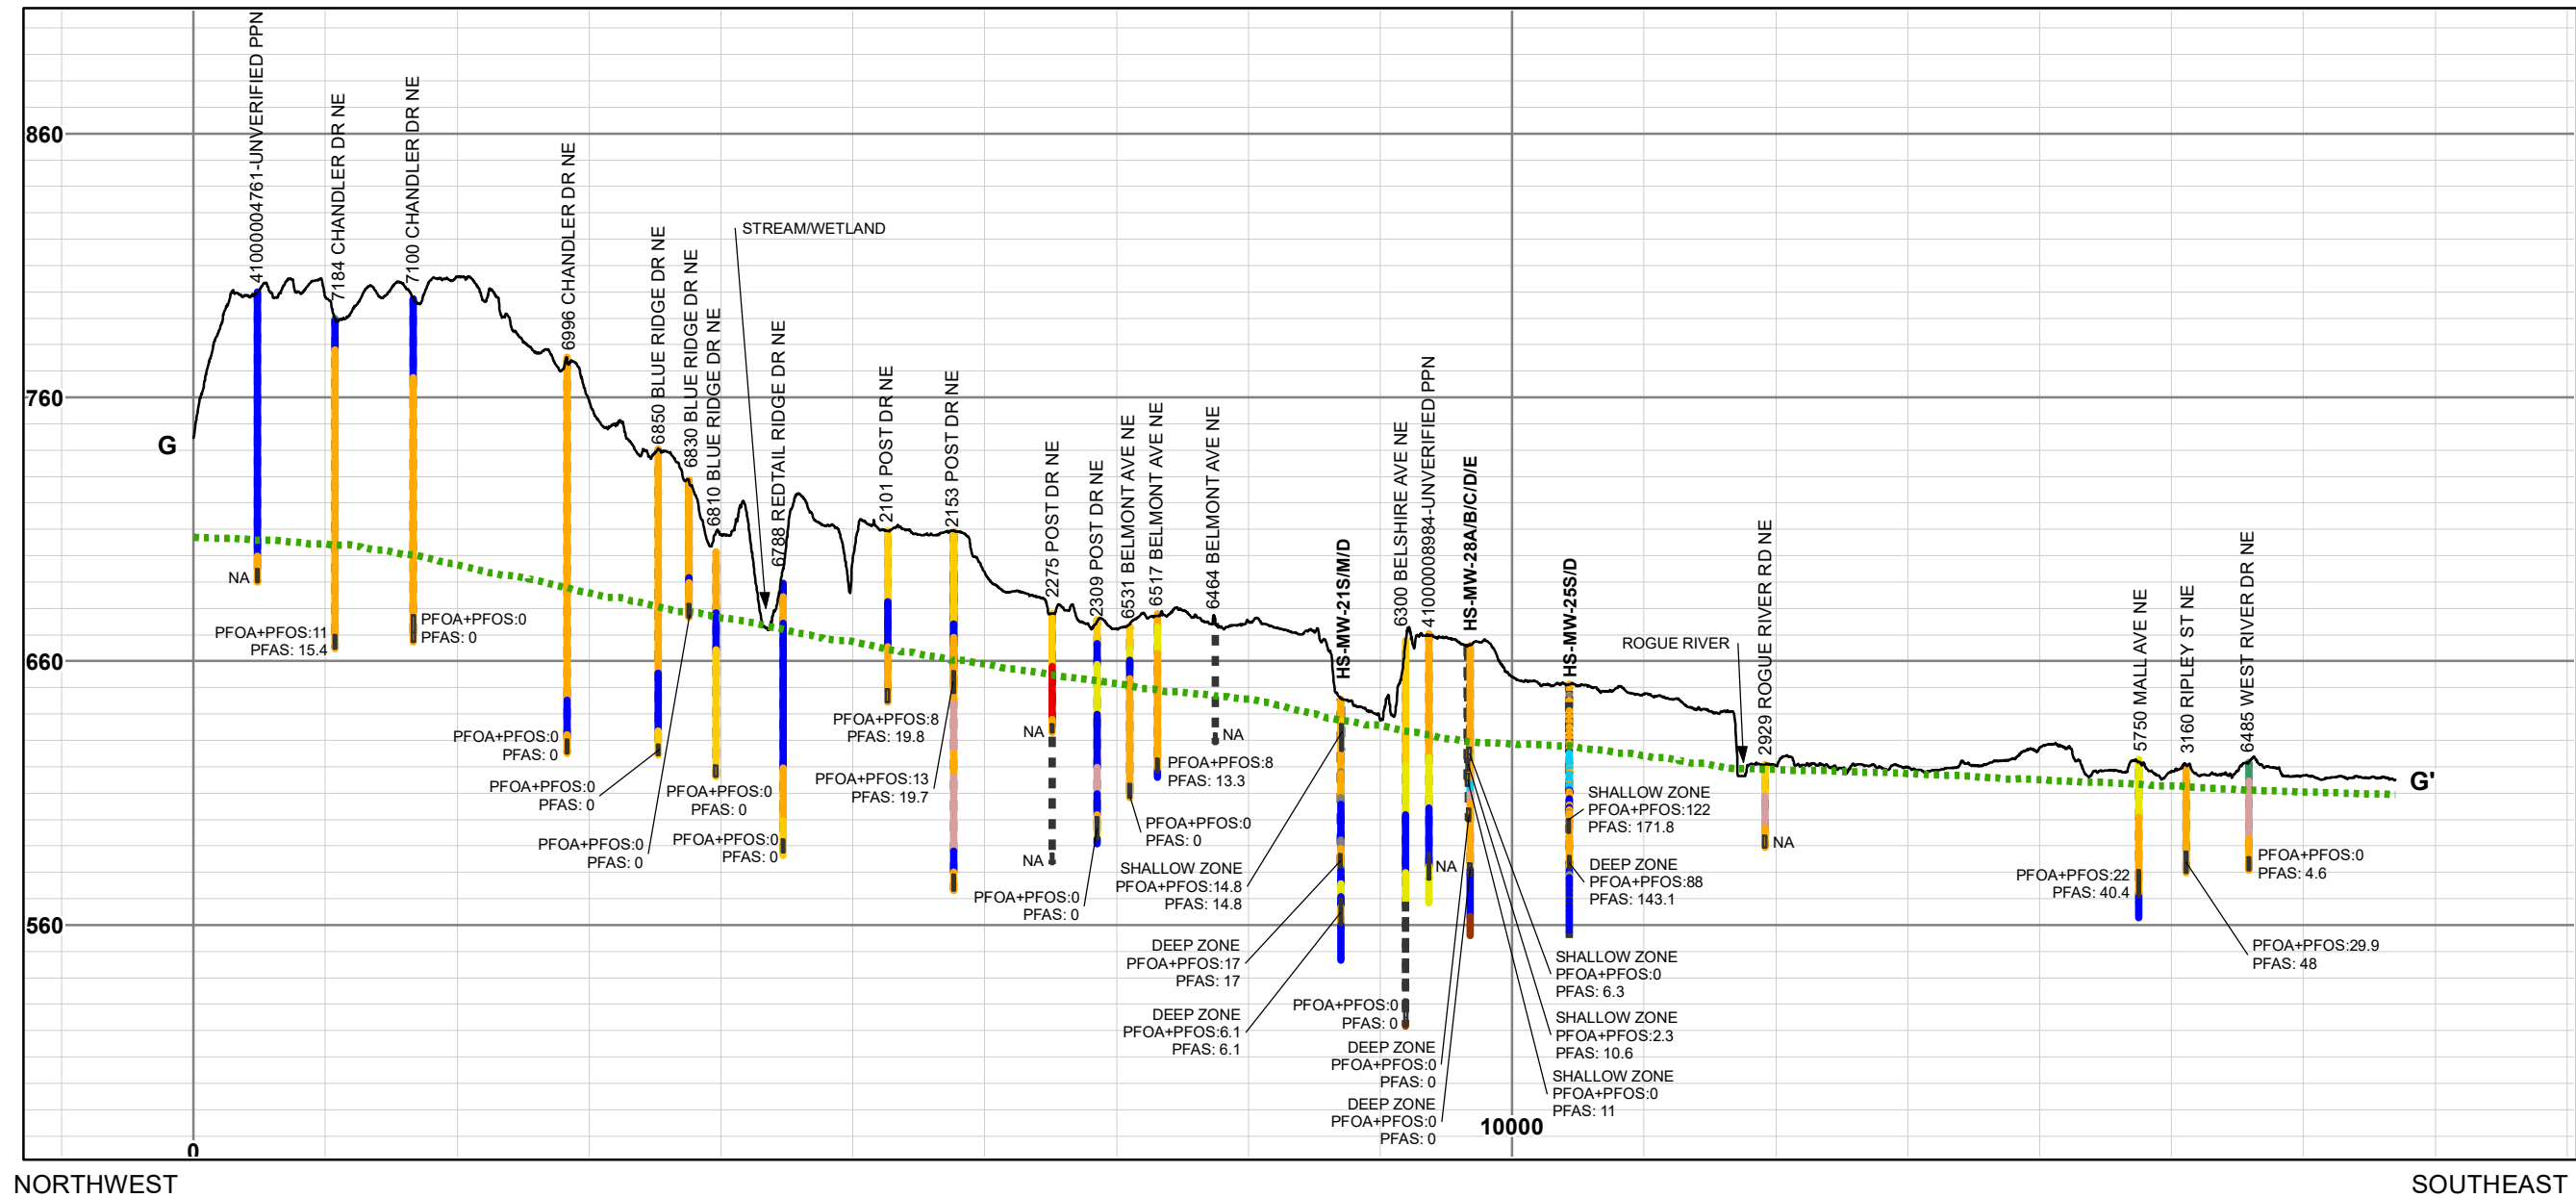 41000004761-UNVERIFIED PPN
7184 CHANDLER DR NE
7100 CHANDLER DR NE
6996 CHANDLER DR NE
6850 BLUE RIDGE DR NE
6830 BLUE RIDGE DR NE
6810 BLUE RIDGE DR NE
STREAM/WETLAND
6788 REDTAIL RIDGE DR NE
2101 POST DR NE
2153 POST DR NE
2275 POST DR NE
2309 POST DR NE
6531 BELMONT AVE NE
6517 BELMONT AVE NE
6464 BELMONT AVE NE
HS-MW-21S/M/D
6300 BELSHIRE AVE NE
41000008984-UNVERIFIED PPN
HS-MW-28A/B/C/D/E
HS-MW-25S/D
ROGUE RIVER
2929 ROGUE RIVER RD NE
5750 MALL AVE NE
3160 RIPLEY ST NE
6485 WEST RIVER DR NE
860
760
660
560
G
G'
NA
PFOA+PFOS:11
PFAS: 15.4
PFOA+PFOS:0
PFAS: 0
PFOA+PFOS:0
PFAS: 0
PFOA+PFOS:0
PFAS: 0
PFOA+PFOS:0
PFAS: 0
PFOA+PFOS:0
PFAS: 0
PFOA+PFOS:0
PFAS: 0
PFOA+PFOS:8
PFAS: 19.8
PFOA+PFOS:13
PFAS: 19.7
NA
NA
PFOA+PFOS:0
PFAS: 0
PFOA+PFOS:0
PFAS: 0
PFOA+PFOS:8
PFAS: 13.3
NA
SHALLOW ZONE
PFOA+PFOS:14.8
PFAS: 14.8
DEEP ZONE
PFOA+PFOS:17
PFAS: 17
DEEP ZONE
PFOA+PFOS:6.1
PFAS: 6.1
PFOA+PFOS:0
PFAS: 0
NA
DEEP ZONE
PFOA+PFOS:0
PFAS: 0
DEEP ZONE
PFOA+PFOS:0
PFAS: 0
SHALLOW ZONE
PFOA+PFOS:0
PFAS: 6.3
SHALLOW ZONE
PFOA+PFOS:2.3
PFAS: 10.6
SHALLOW ZONE
PFOA+PFOS:0
PFAS: 11
SHALLOW ZONE
PFOA+PFOS:122
PFAS: 171.8
DEEP ZONE
PFOA+PFOS:88
PFAS: 143.1
NA
PFOA+PFOS:22
PFAS: 40.4
PFOA+PFOS:29.9
PFAS: 48
PFOA+PFOS:0
PFAS: 4.6
0
10000
NORTHWEST
SOUTHEAST